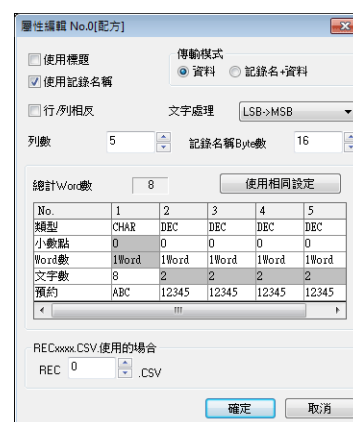 屬性編輯 No.0[配方]
使用標題
使用記錄名稱
傳輸模式
資料
記錄名+資料
行/列相反
文字處理
LSB->MSB
列數
5
記錄名稱Byte數
16
總計Word數
8
使用相同設定
No. 1 2 3 4 5
類型 CHAR DEC DEC DEC DEC
小數點 0 0 0 0 0
Word數 1Word 1Word 1Word 1Word 1Word
文字數 8 2 2 2 2
預約 ABC 12345 12345 12345 12345
RECxxxx.CSV.使用的場合
REC 0 .CSV
確定
取消